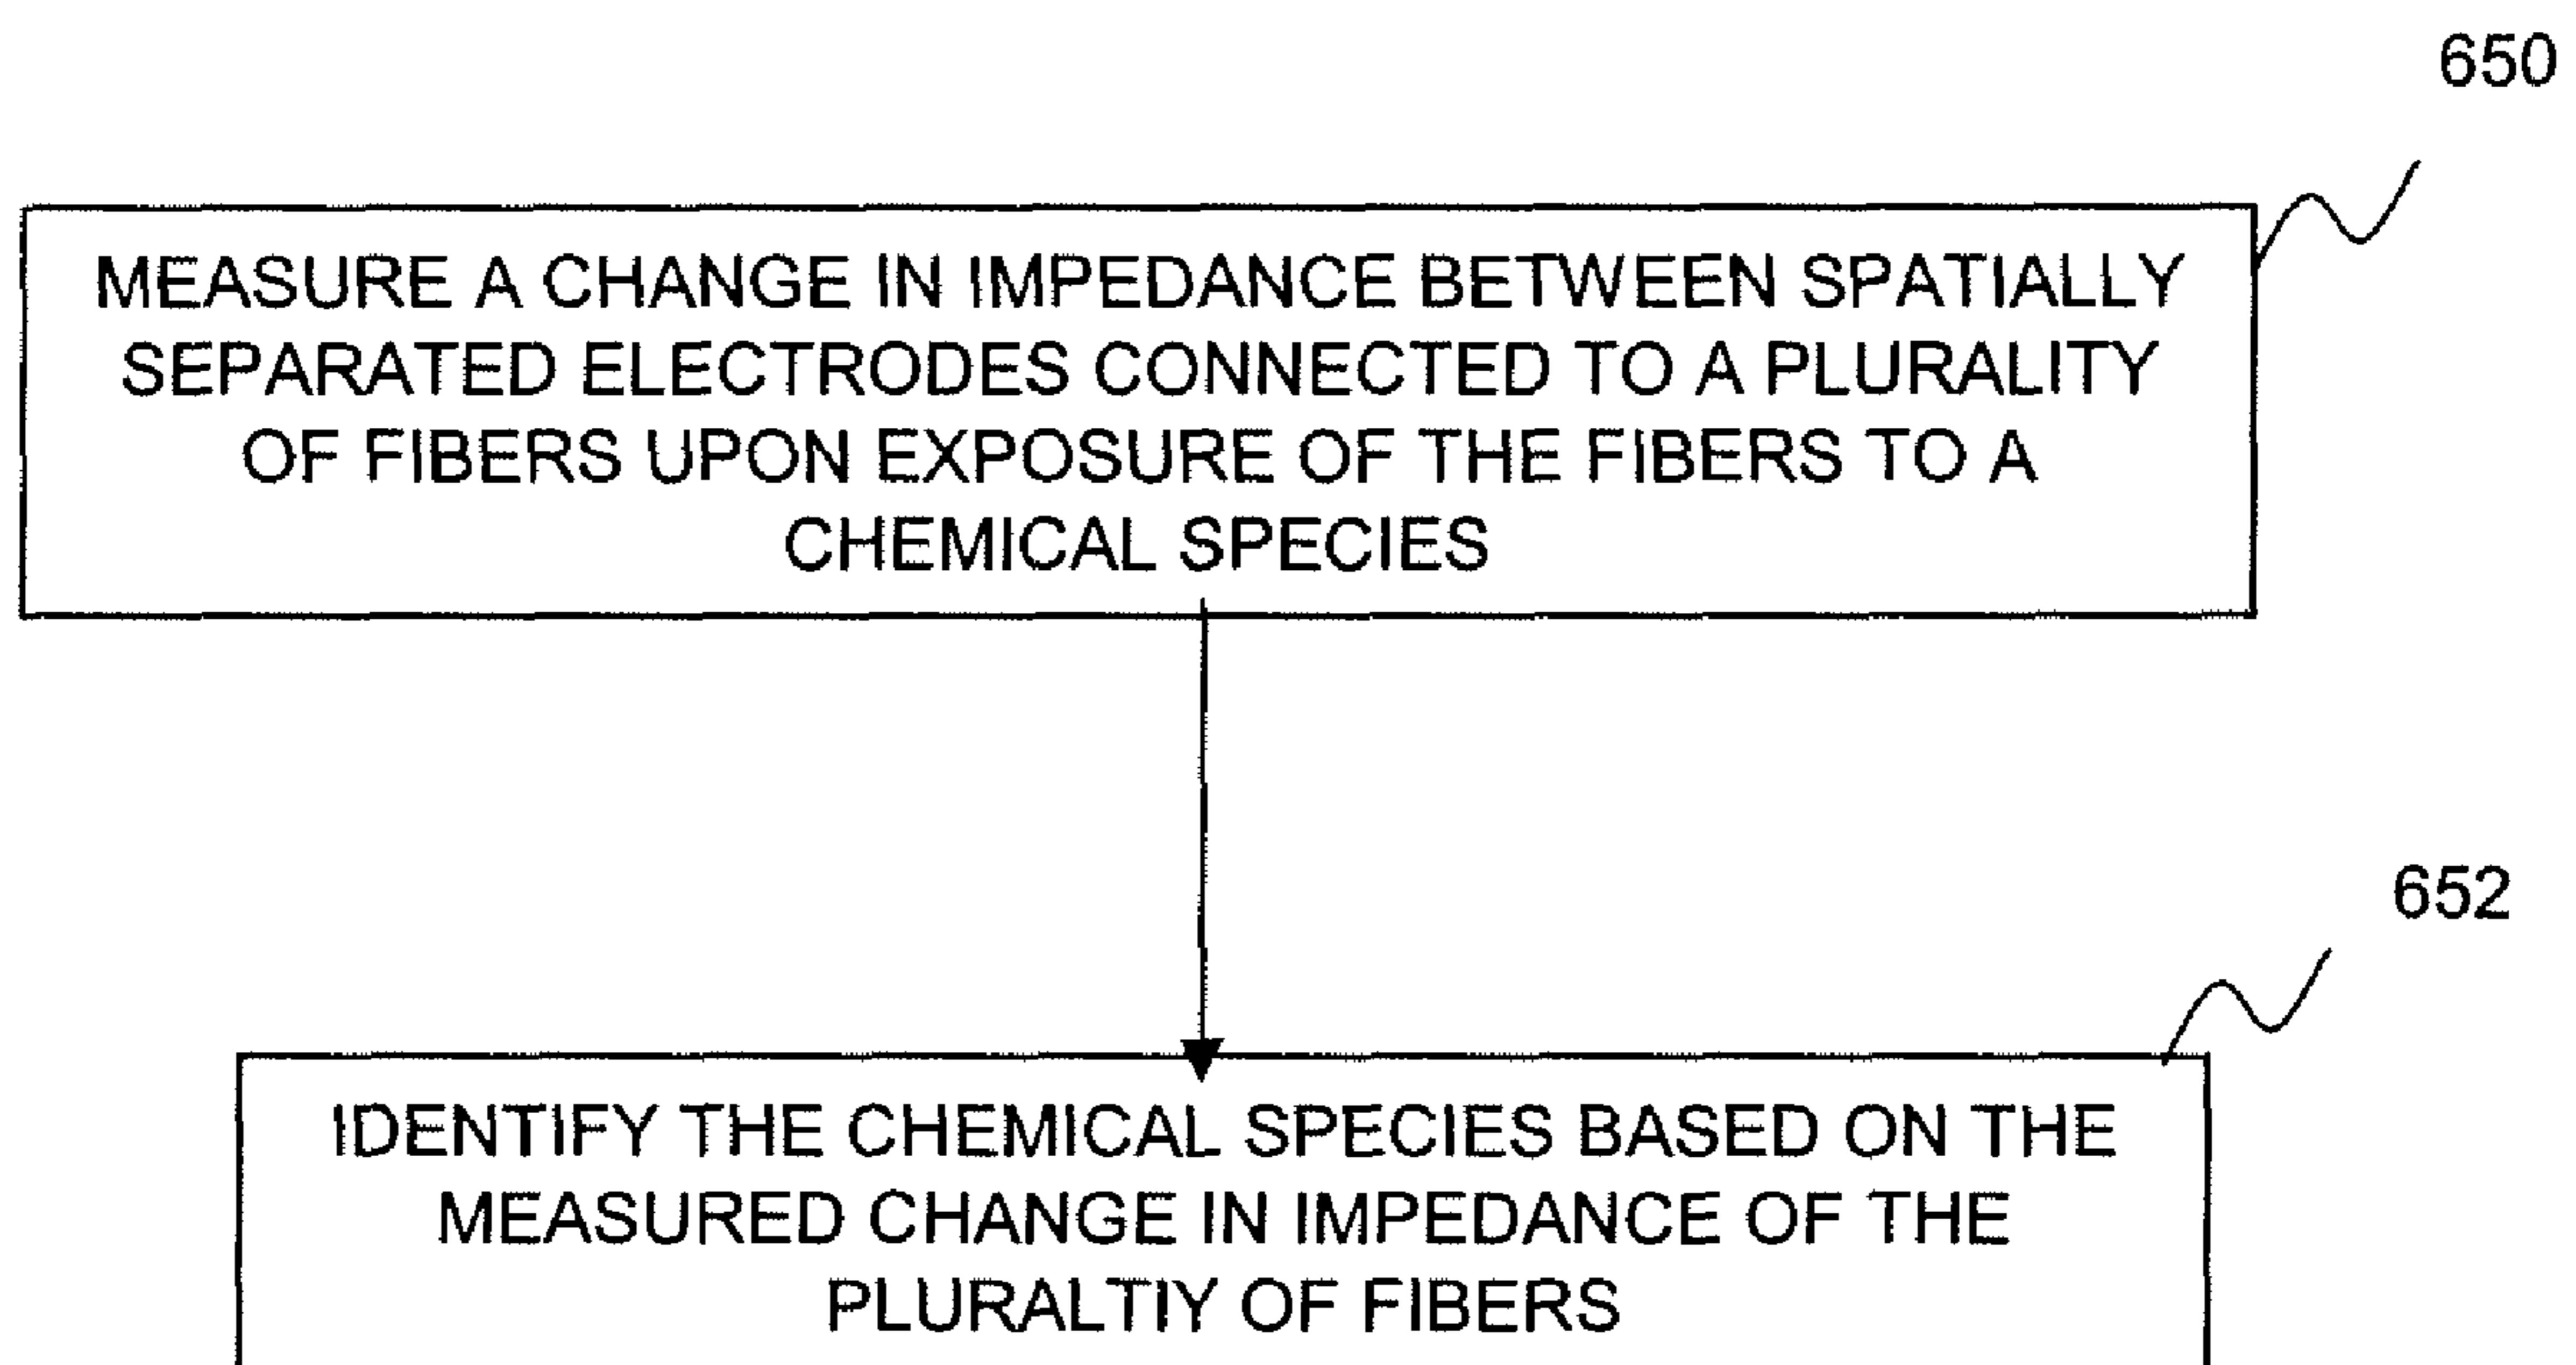 650
MEASURE A CHANGE IN IMPEDANCE BETWEEN SPATIALLY
SEPARATED ELECTRODES CONNECTED TO A PLURALITY
OF FIBERS UPON EXPOSURE OF THE FIBERS TO A
CHEMICAL SPECIES
652
IDENTIFY THE CHEMICAL SPECIES BASED ON THE
MEASURED CHANGE IN IMPEDANCE OF THE
PLURALTIY OF FIBERS